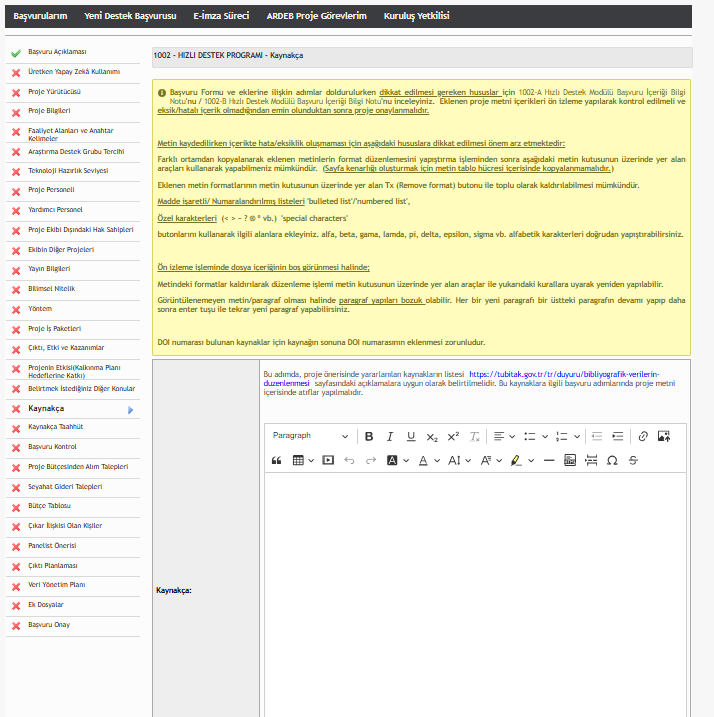 Başvurularım Yeni Destek Başvurusu E-İmza Süreci ARDEB Proje Görevlerim Kuruluş Yetkilisi
Başvuru Açıklaması
Üretken Yapay Zekâ Kullanımı
Proje Yürütücüsü
Proje Bilgileri
Faaliyet Alanları ve Anahtar
Kelimeler
Araştırma Destek Grubu Tercihi
Teknoloji Hazırlık Seviyesi
Proje Personeli
Yardımcı Personel
Proje Ekibi Dışındaki Hak Sahipleri
Ekibin Diğer Projeleri
Yayın Bilgileri
Bilimsel Nitelik
Yöntem
Proje İş Paketleri
Çıktı, Etki ve Kazanımlar
Projenin Etkisi(Kalkınma Planı
Hedeflerine Katkı)
Belirtmek İstediğiniz Diğer Konular
Kaynakça
Kaynakça Taahhüt
Başvuru Kontrol
Proje Bütçesinden Alım Talepleri
Seyahat Gideri Talepleri
Bütçe Tablosu
Çıkar İlişkisi Olan Kişiler
Panelist Önerisi
Çıktı Planlaması
Veri Yönetim Planı
Ek Dosyalar
Başvuru Onay
1002 - HIZLI DESTEK PROGRAMI - Kaynakça
Başvuru Formu ve eklerine ilişkin adımlar doldurulurken dikkat edilmesi gereken hususlar için 1002-A Hızlı Destek Modülü Başvuru İçeriği Bilgi
Notu'nu / 1002-B Hızlı Destek Modülü Başvuru İçeriği Bilgi Notu'nu inceleyiniz. Eklenen proje metni içerikleri ön izleme yapılarak kontrol edilmeli ve
eksik/hatalı içerik olmadığından emin olunduktan sonra proje onaylanmalıdır.
Metin kaydedilirken içerikte hata/eksiklik oluşmaması için aşağıdaki hususlara dikkat edilmesi önem arz etmektedir:
Farklı ortamdan kopyalanarak eklenen metinlerin format düzenlemesini yapıştırma işleminden sonra aşağıdaki metin kutusunun üzerinde yer alan
araçları kullanarak yapabilmeniz mümkündür. (Sayfa kenarlığı oluşturmak için metin tablo hücresi içerisinde kopyalanmamalıdır.)
Eklenen metin formatlarının metin kutusunun üzerinde yer alan Tx (Remove format) butonu ile toplu olarak kaldırılabilmesi mümkündür.
Madde işaretli/ Numaralandırılmış listeleri 'bulleted list'/'numbered list',
Özel karakterleri (< > ~ ? ® ° vb.) 'special characters'
butonlarını kullanarak ilgili alanlara ekleyiniz. alfa, beta, gama, lamda, pi, delta, epsilon, sigma vb. alfabetik karakterleri doğrudan yapıştırabilirsiniz.
Ön izleme işleminde dosya içeriğinin boş görünmesi halinde;
Metindeki formatlar kaldırılarak düzenleme işlemi metin kutusunun üzerinde yer alan araçlar ile yukarıdaki kurallara uyarak yeniden yapılabilir.
Görüntülenemeyen metin/paragraf olması halinde paragraf yapıları bozuk olabilir. Her bir yeni paragrafı bir üstteki paragrafın devamı yapıp daha
sonra enter tuşu ile tekrar yeni paragraf yapabilirsiniz.
DOI numarası bulunan kaynaklar için kaynağın sonuna DOI numarasının eklenmesi zorunludur.
Bu adımda, proje önerisinde yararlanılan kaynakların listesi https://tubitak.gov.tr/tr/duyuru/bibliyografik-verilerin-
duzenlenmesi sayfasındaki açıklamalara uygun olarak belirtilmelidir. Bu kaynaklara ilgili başvuru adımlarında proje metni
içerisinde atıflar yapılmalıdır.
Paragraph
Kaynakça: